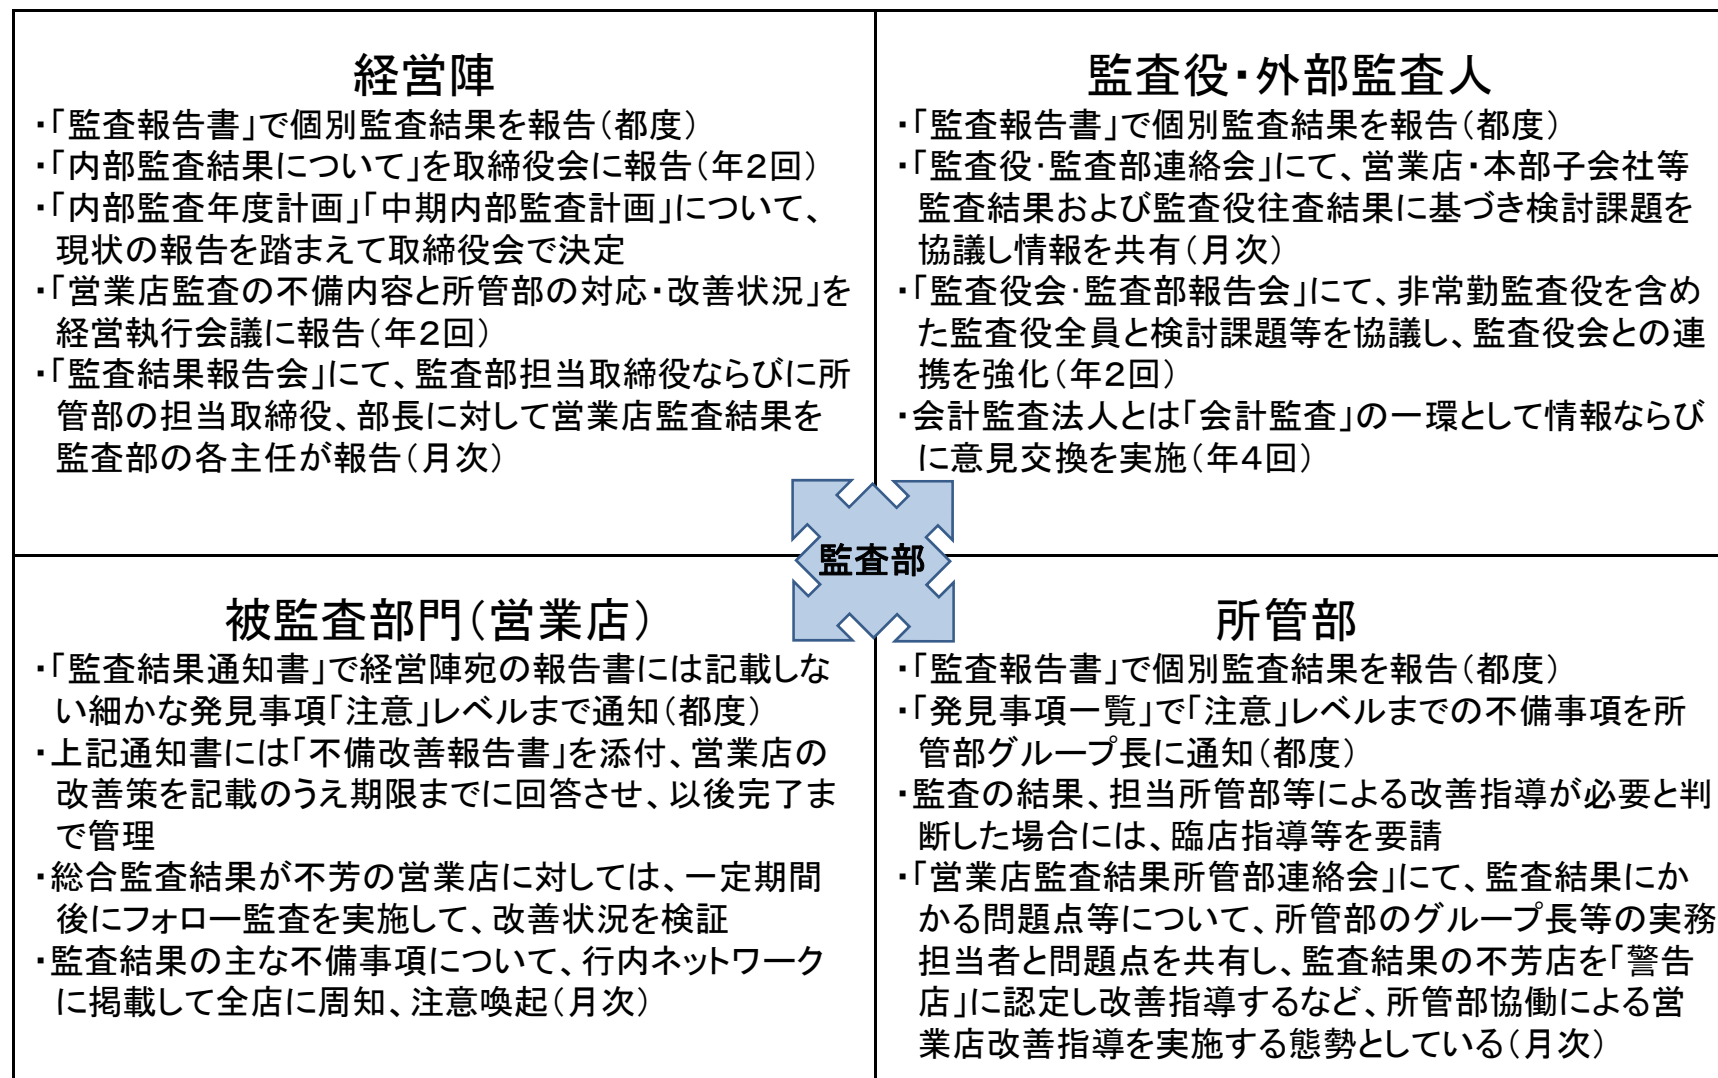 経営陣
・「監査報告書」で個別監査結果を報告（都度）
・「内部監査結果について」を取締役会に報告（年２回）
・「内部監査年度計画」「中期内部監査計画」について、
現状の報告を踏まえて取締役会で決定
・「営業店監査の不備内容と所管部の対応・改善状況」を
経営執行会議に報告（年２回）
・「監査結果報告会」にて、監査部担当取締役ならびに所
管部の担当取締役、部長に対して営業店監査結果を
監査部の各主任が報告（月次）
監査役・外部監査人
・「監査報告書」で個別監査結果を報告（都度）
・「監査役･監査部連絡会」にて、営業店・本部子会社等
監査結果および監査役往査結果に基づき検討課題を
協議し情報を共有（月次）
・「監査役会･監査部報告会」にて、非常勤監査役を含め
た監査役全員と検討課題等を協議し、監査役会との連
携を強化（年２回）
・会計監査法人とは「会計監査」の一環として情報ならび
に意見交換を実施（年４回）
監査部
被監査部門（営業店）
・「監査結果通知書」で経営陣宛の報告書には記載しな
い細かな発見事項「注意」レベルまで通知（都度）
・上記通知書には「不備改善報告書」を添付、営業店の
改善策を記載のうえ期限までに回答させ、以後完了ま
で管理
・総合監査結果が不芳の営業店に対しては、一定期間
後にフォロー監査を実施して、改善状況を検証
・監査結果の主な不備事項について、行内ネットワーク
に掲載して全店に周知、注意喚起（月次）
所管部
・「監査報告書」で個別監査結果を報告（都度）
・「発見事項一覧」で「注意」レベルまでの不備事項を所
管部グループ長に通知（都度）
・監査の結果、担当所管部等による改善指導が必要と判
断した場合には、臨店指導等を要請
・「営業店監査結果所管部連絡会」にて、監査結果にか
かる問題点等について、所管部のグループ長等の実務
担当者と問題点を共有し、監査結果の不芳店を「警告
店」に認定し改善指導するなど、所管部協働による営
業店改善指導を実施する態勢としている（月次）